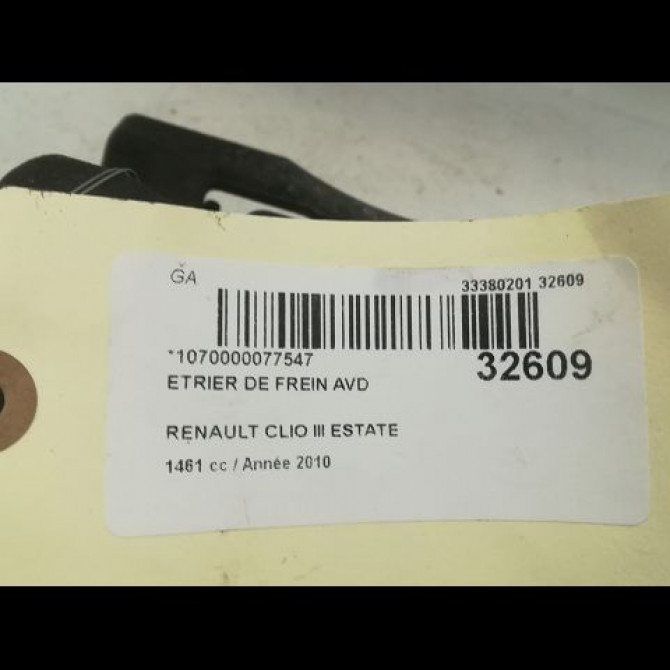 GA
33380201 32609
*1070000077547
32609
ETRIER DE FREIN AVD
RENAULT CLIO III ESTATE
1461 cc / Année 2010